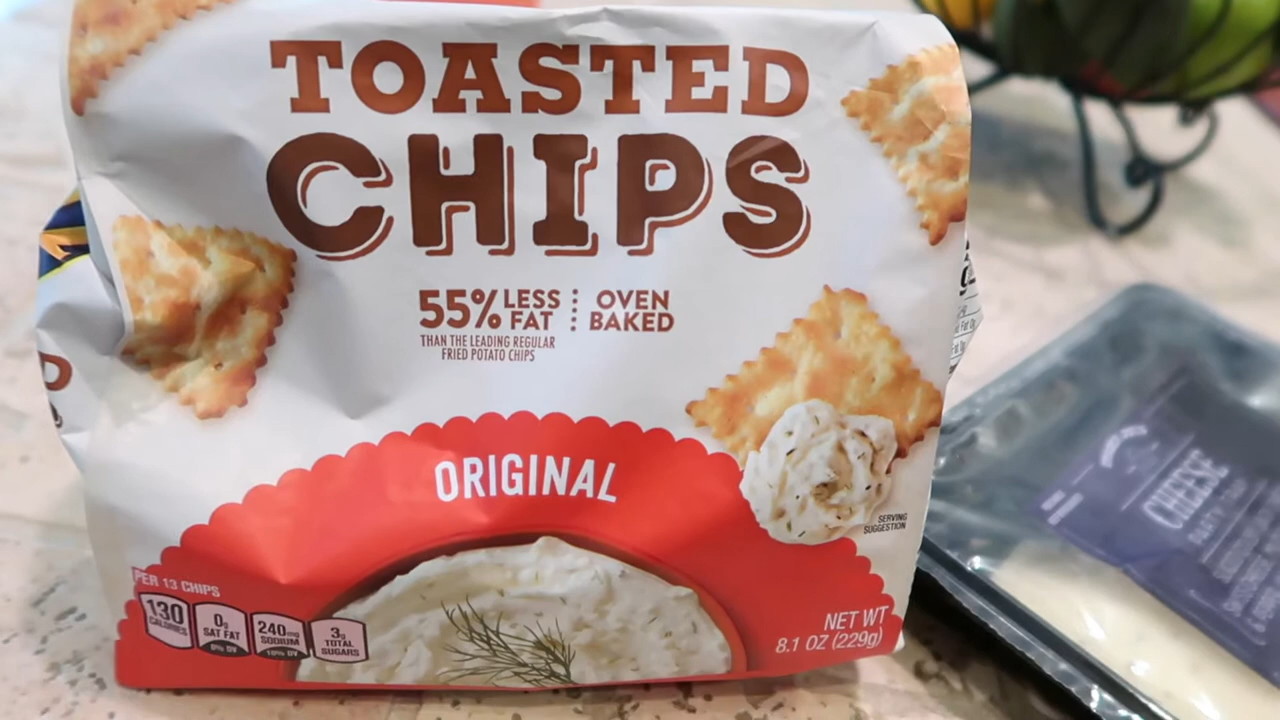 TOASTED
CHIPS
55% LESS FAT
OVEN BAKED
THAN THE LEADING REGULAR
FRIED POTATO CHIPS
ORIGINAL
SERVING
SUGGESTION
PER 13 CHIPS
130 CALORIES
0g SAT FAT 0% DV
240mg SODIUM 10% DV
3g TOTAL SUGARS
NET WT
8.1 OZ (229g)
CHEESE